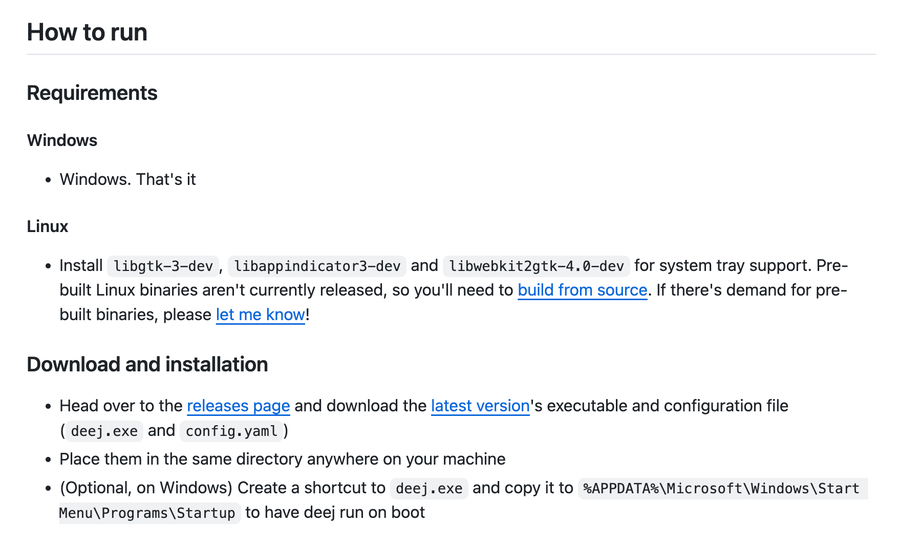 How to run
Requirements
Windows
• Windows. That's it
Linux
• Install libgtk-3-dev, libappindicator3-dev and libwebkit2gtk-4.0-dev for system tray support. Pre-
built Linux binaries aren't currently released, so you'll need to build from source. If there's demand for pre-
built binaries, please let me know!
Download and installation
• Head over to the releases page and download the latest version's executable and configuration file
(deej.exe and config.yaml)
• Place them in the same directory anywhere on your machine
• (Optional, on Windows) Create a shortcut to deej.exe and copy it to %APPDATA%\Microsoft\Windows\Start
Menu\Programs\Startup to have deej run on boot